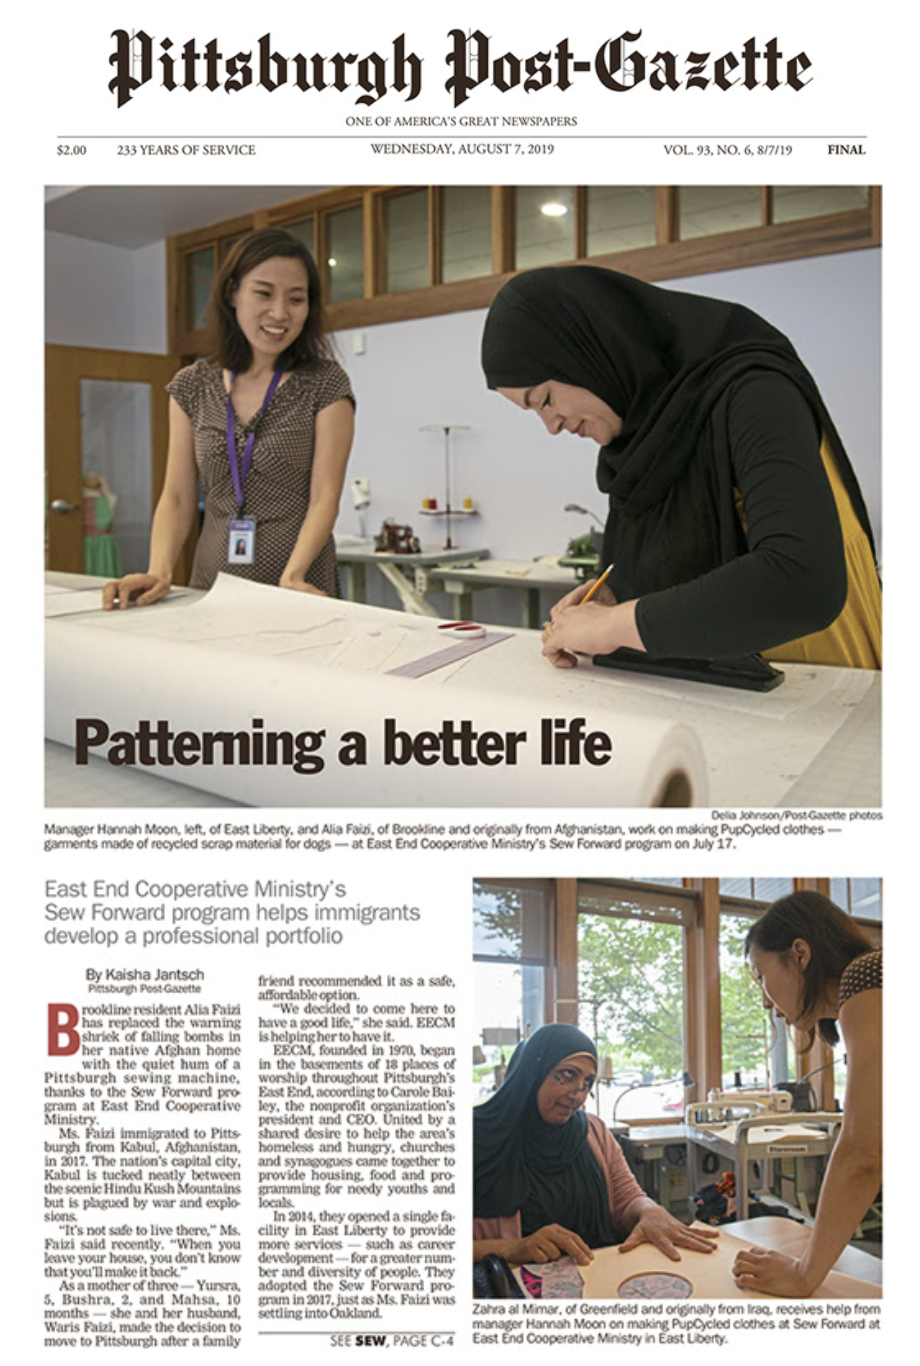 Pittsburgh Post-Gazette
ONE OF AMERICA'S GREAT NEWSPAPERS
$2.00 233 YEARS OF SERVICE WEDNESDAY, AUGUST 7, 2019 VOL. 93, NO. 6, 8/7/19 FINAL
Patterning a better life
Delia Johnson/Post-Gazette photos
Manager Hannah Moon, left, of East Liberty, and Alia Faizi, of Brookline and originally from Afghanistan, work on making PupCycled clothes —
garments made of recycled scrap material for dogs — at East End Cooperative Ministry's Sew Forward program on July 17.
East End Cooperative Ministry's
Sew Forward program helps immigrants
develop a professional portfolio
By Kaisha Jantsch
Pittsburgh Post-Gazette
Brookline resident Alia Faizi
has replaced the warning
shriek of falling bombs in
her native Afghan home
with the quiet hum of a
Pittsburgh sewing machine,
thanks to the Sew Forward pro-
gram at East End Cooperative
Ministry.
Ms. Faizi immigrated to Pitts-
burgh from Kabul, Afghanistan,
in 2017. The nation's capital city,
Kabul is tucked neatly between
the scenic Hindu Kush Mountains
but is plagued by war and explo-
sions.
"It's not safe to live there," Ms.
Faizi said recently. "When you
leave your house, you don't know
that you'll make it back."
As a mother of three — Yursra,
5, Bushra, 2, and Mahsa, 10
months — she and her husband,
Waris Faizi, made the decision to
move to Pittsburgh after a family
friend recommended it as a safe,
affordable option.
"We decided to come here to
have a good life," she said. EECM
is helping her to have it.
EECM, founded in 1970, began
in the basements of 18 places of
worship throughout Pittsburgh's
East End, according to Carole Bai-
ley, the nonprofit organization's
president and CEO. United by a
shared desire to help the area's
homeless and hungry, churches
and synagogues came together to
provide housing, food and pro-
gramming for needy youths and
locals.
In 2014, they opened a single fa-
cility in East Liberty to provide
more services — such as career
development — for a greater num-
ber and diversity of people. They
adopted the Sew Forward pro-
gram in 2017, just as Ms. Faizi was
settling into Oakland.
SEE SEW, PAGE C-4
Storeroom
Zahra al Mimar, of Greenfield and originally from Iraq, receives help from
manager Hannah Moon on making PupCycled clothes at Sew Forward at
East End Cooperative Ministry in East Liberty.